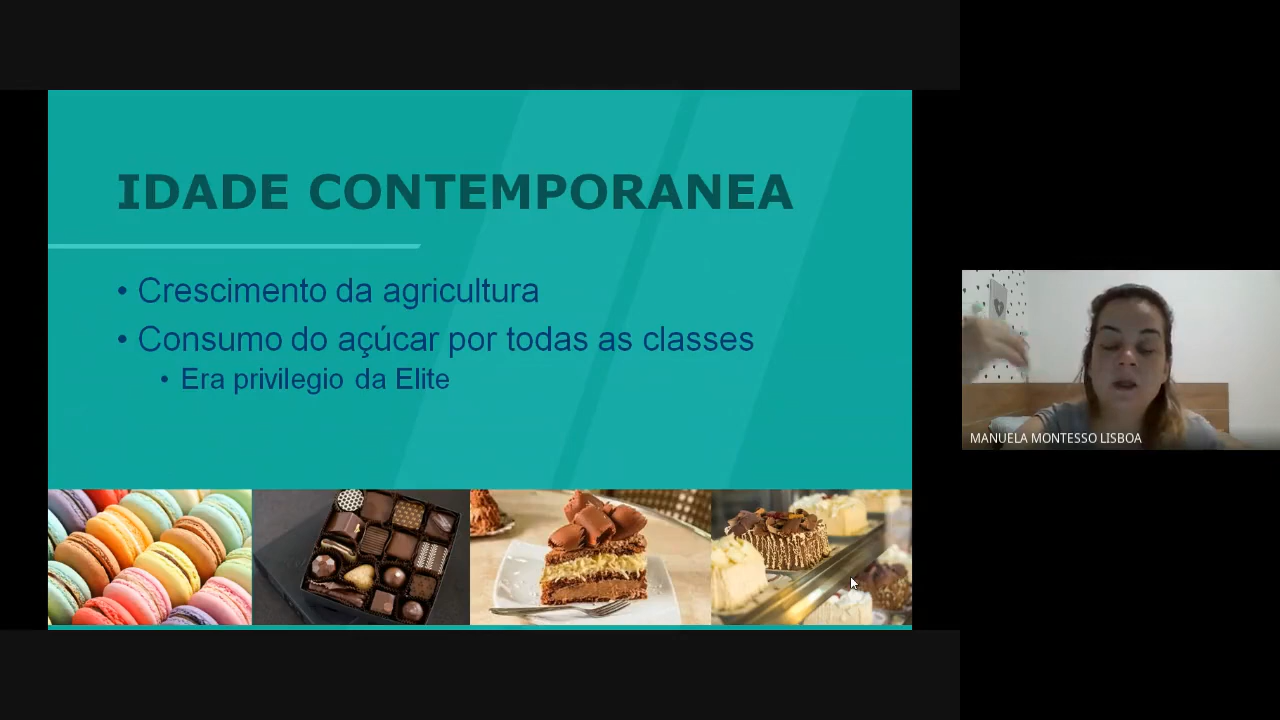 IDADE CONTEMPORANEA
• Crescimento da agricultura
• Consumo do açúcar por todas as classes
• Era privilegio da Elite
MANUELA MONTESSO LISBOA